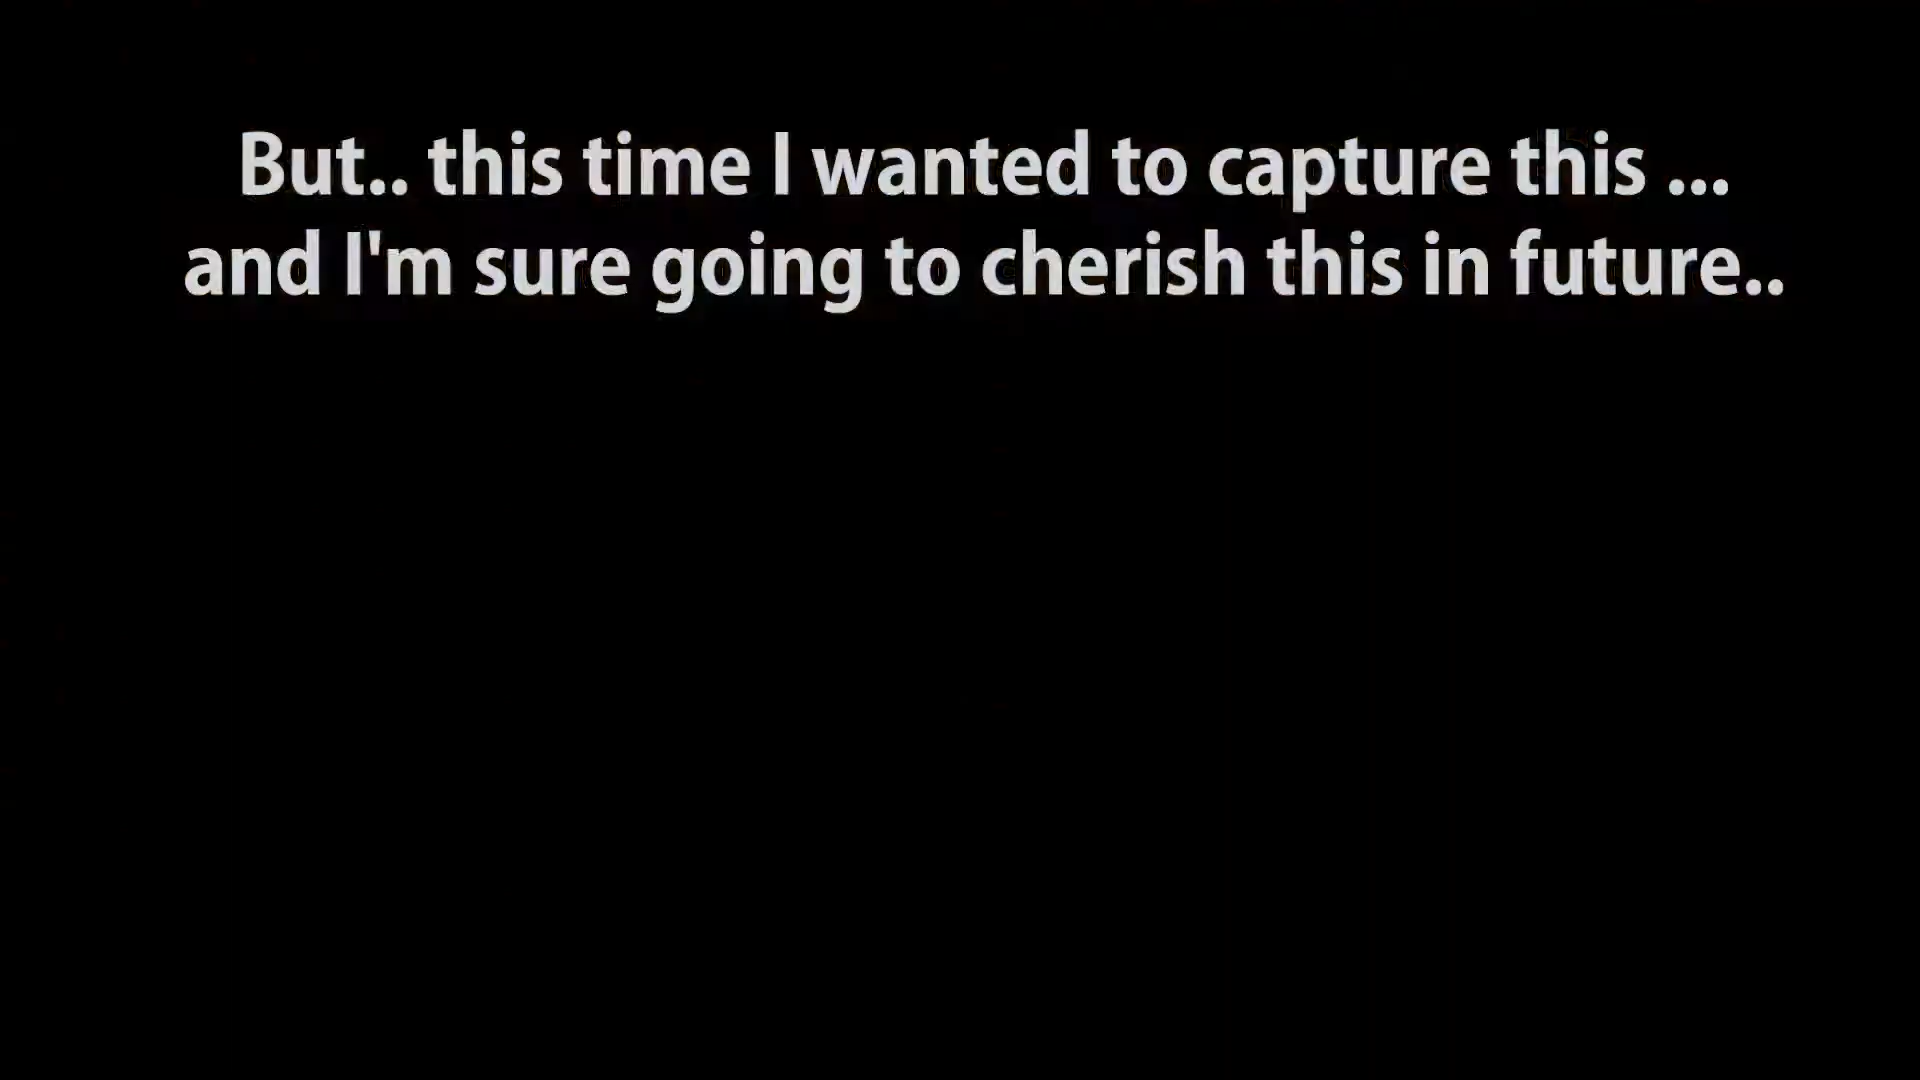 But.. this time I wanted to capture this ...
and I'm sure going to cherish this in future..